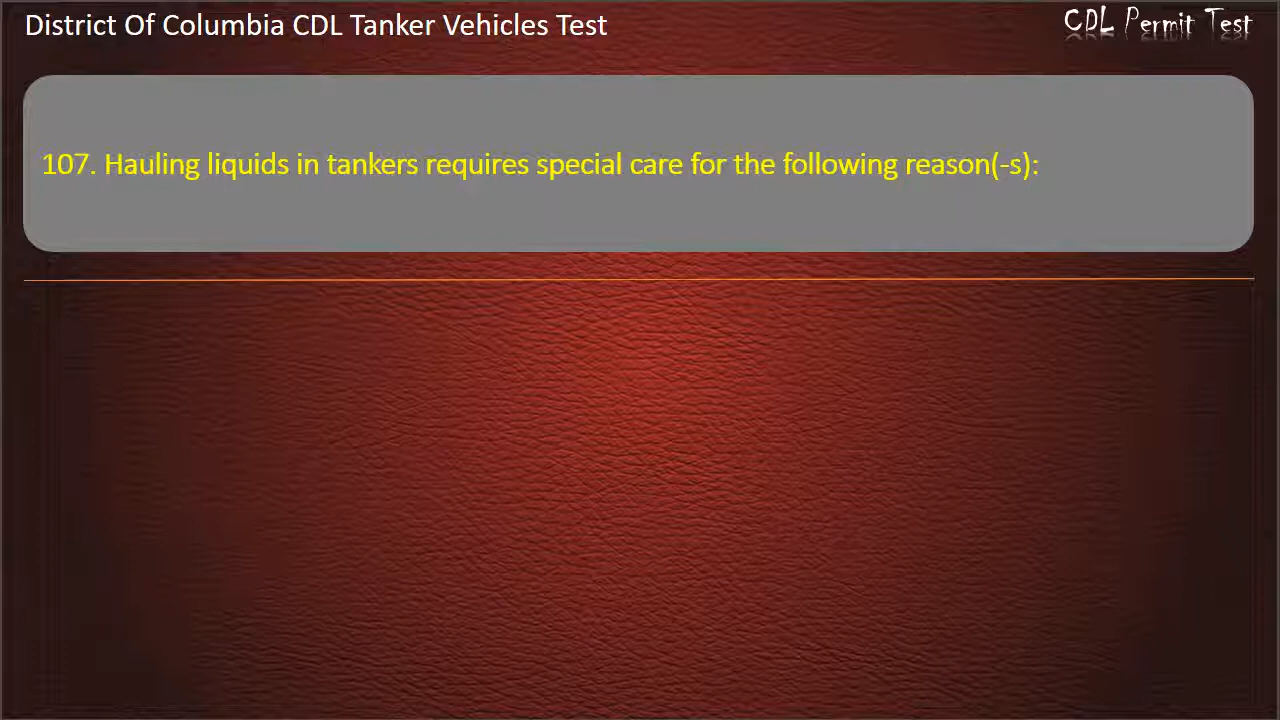 District Of Columbia CDL Tanker Vehicles Test
CDL Permit Test
107. Hauling liquids in tankers requires special care for the following reason(-s):